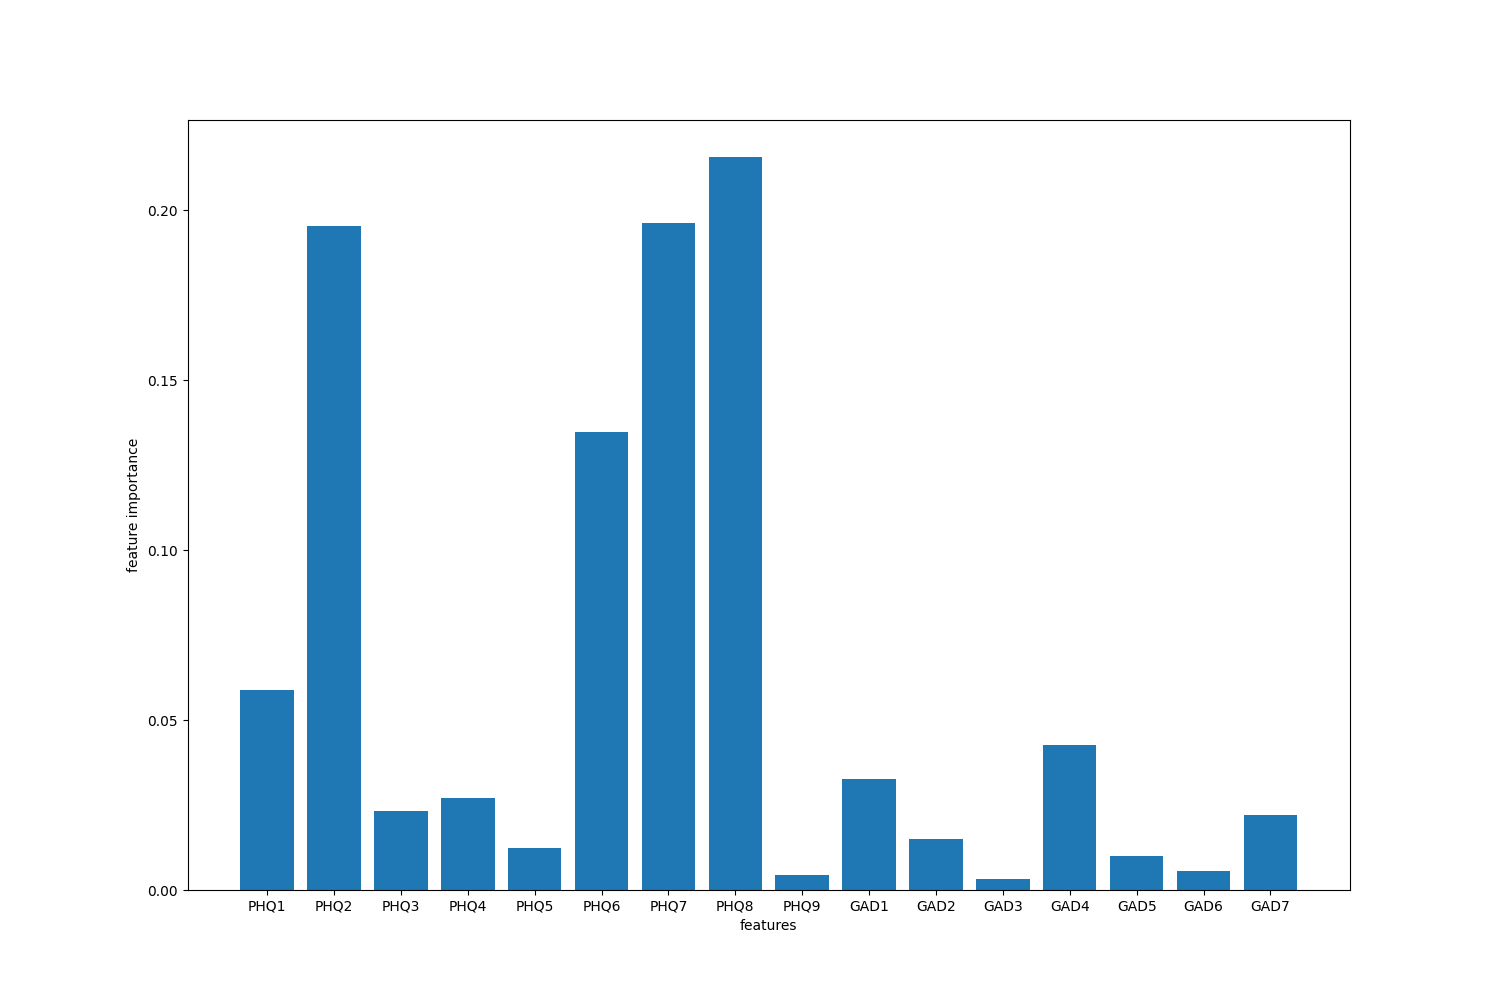 feature importance
0.20
0.15
0.10
0.05
0.00
PHQ1 PHQ2 PHQ3 PHQ4 PHQ5 PHQ6 PHQ7 PHQ8 PHQ9 GAD1 GAD2 GAD3 GAD4 GAD5 GAD6 GAD7
features